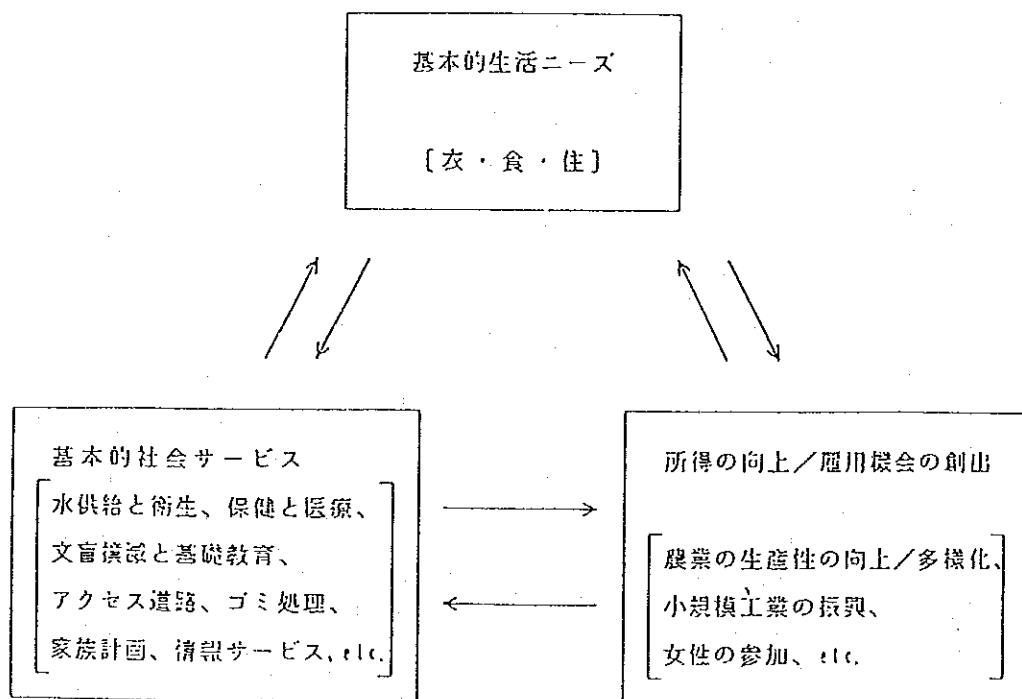 基本的生活ニーズ
〔衣・食・住〕
基本的社会サービス
水供給と衛生、保健と医療、
文盲撲滅と基礎教育、
アクセス道路、ゴミ処理、
家族計画、情報サービス, etc.
所得の向上/雇用機会の創出
農業の生産性の向上/多様化、
小規模工業の振興、
女性の参加、etc.